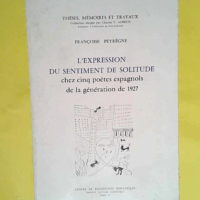 THÈSES, MÉMOIRES ET TRAVAUX
FRANÇOISE PEYRÈGNE
L'EXPRESSION
DU SENTIMENT DE SOLITUDE
chez cinq poètes espagnols
de la génération de 1927
CENTRE DE RECHERCHES HISPANIQUES